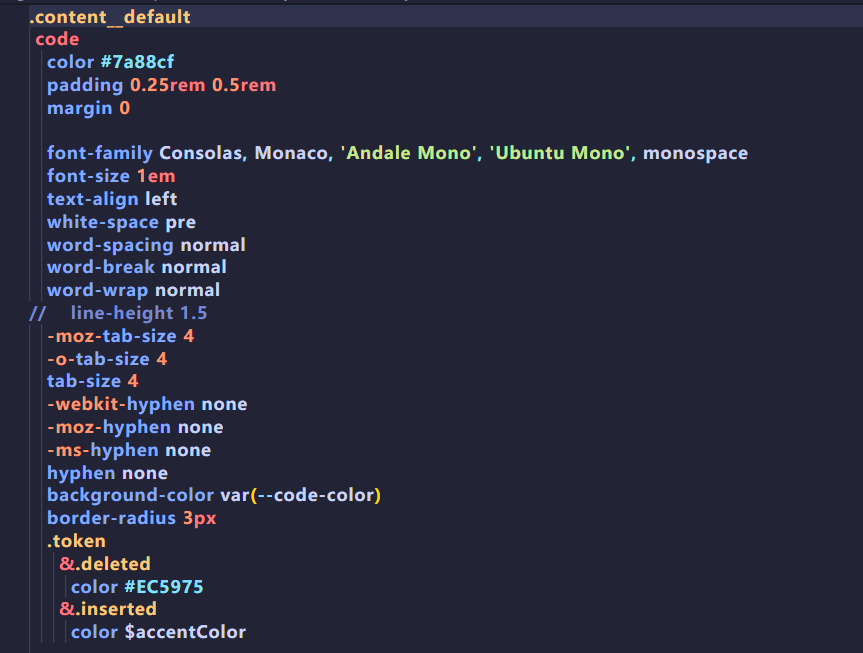 .content__default
code
color #7a88cf
padding 0.25rem 0.5rem
margin 0
font-family Consolas, Monaco, 'Andale Mono', 'Ubuntu Mono', monospace
font-size 1em
text-align left
white-space pre
word-spacing normal
word-break normal
word-wrap normal
// line-height 1.5
-moz-tab-size 4
-o-tab-size 4
tab-size 4
-webkit-hyphen none
-moz-hyphen none
-ms-hyphen none
hyphen none
background-color var(--code-color)
border-radius 3px
.token
&.deleted
color #EC5975
&.inserted
color $accentColor